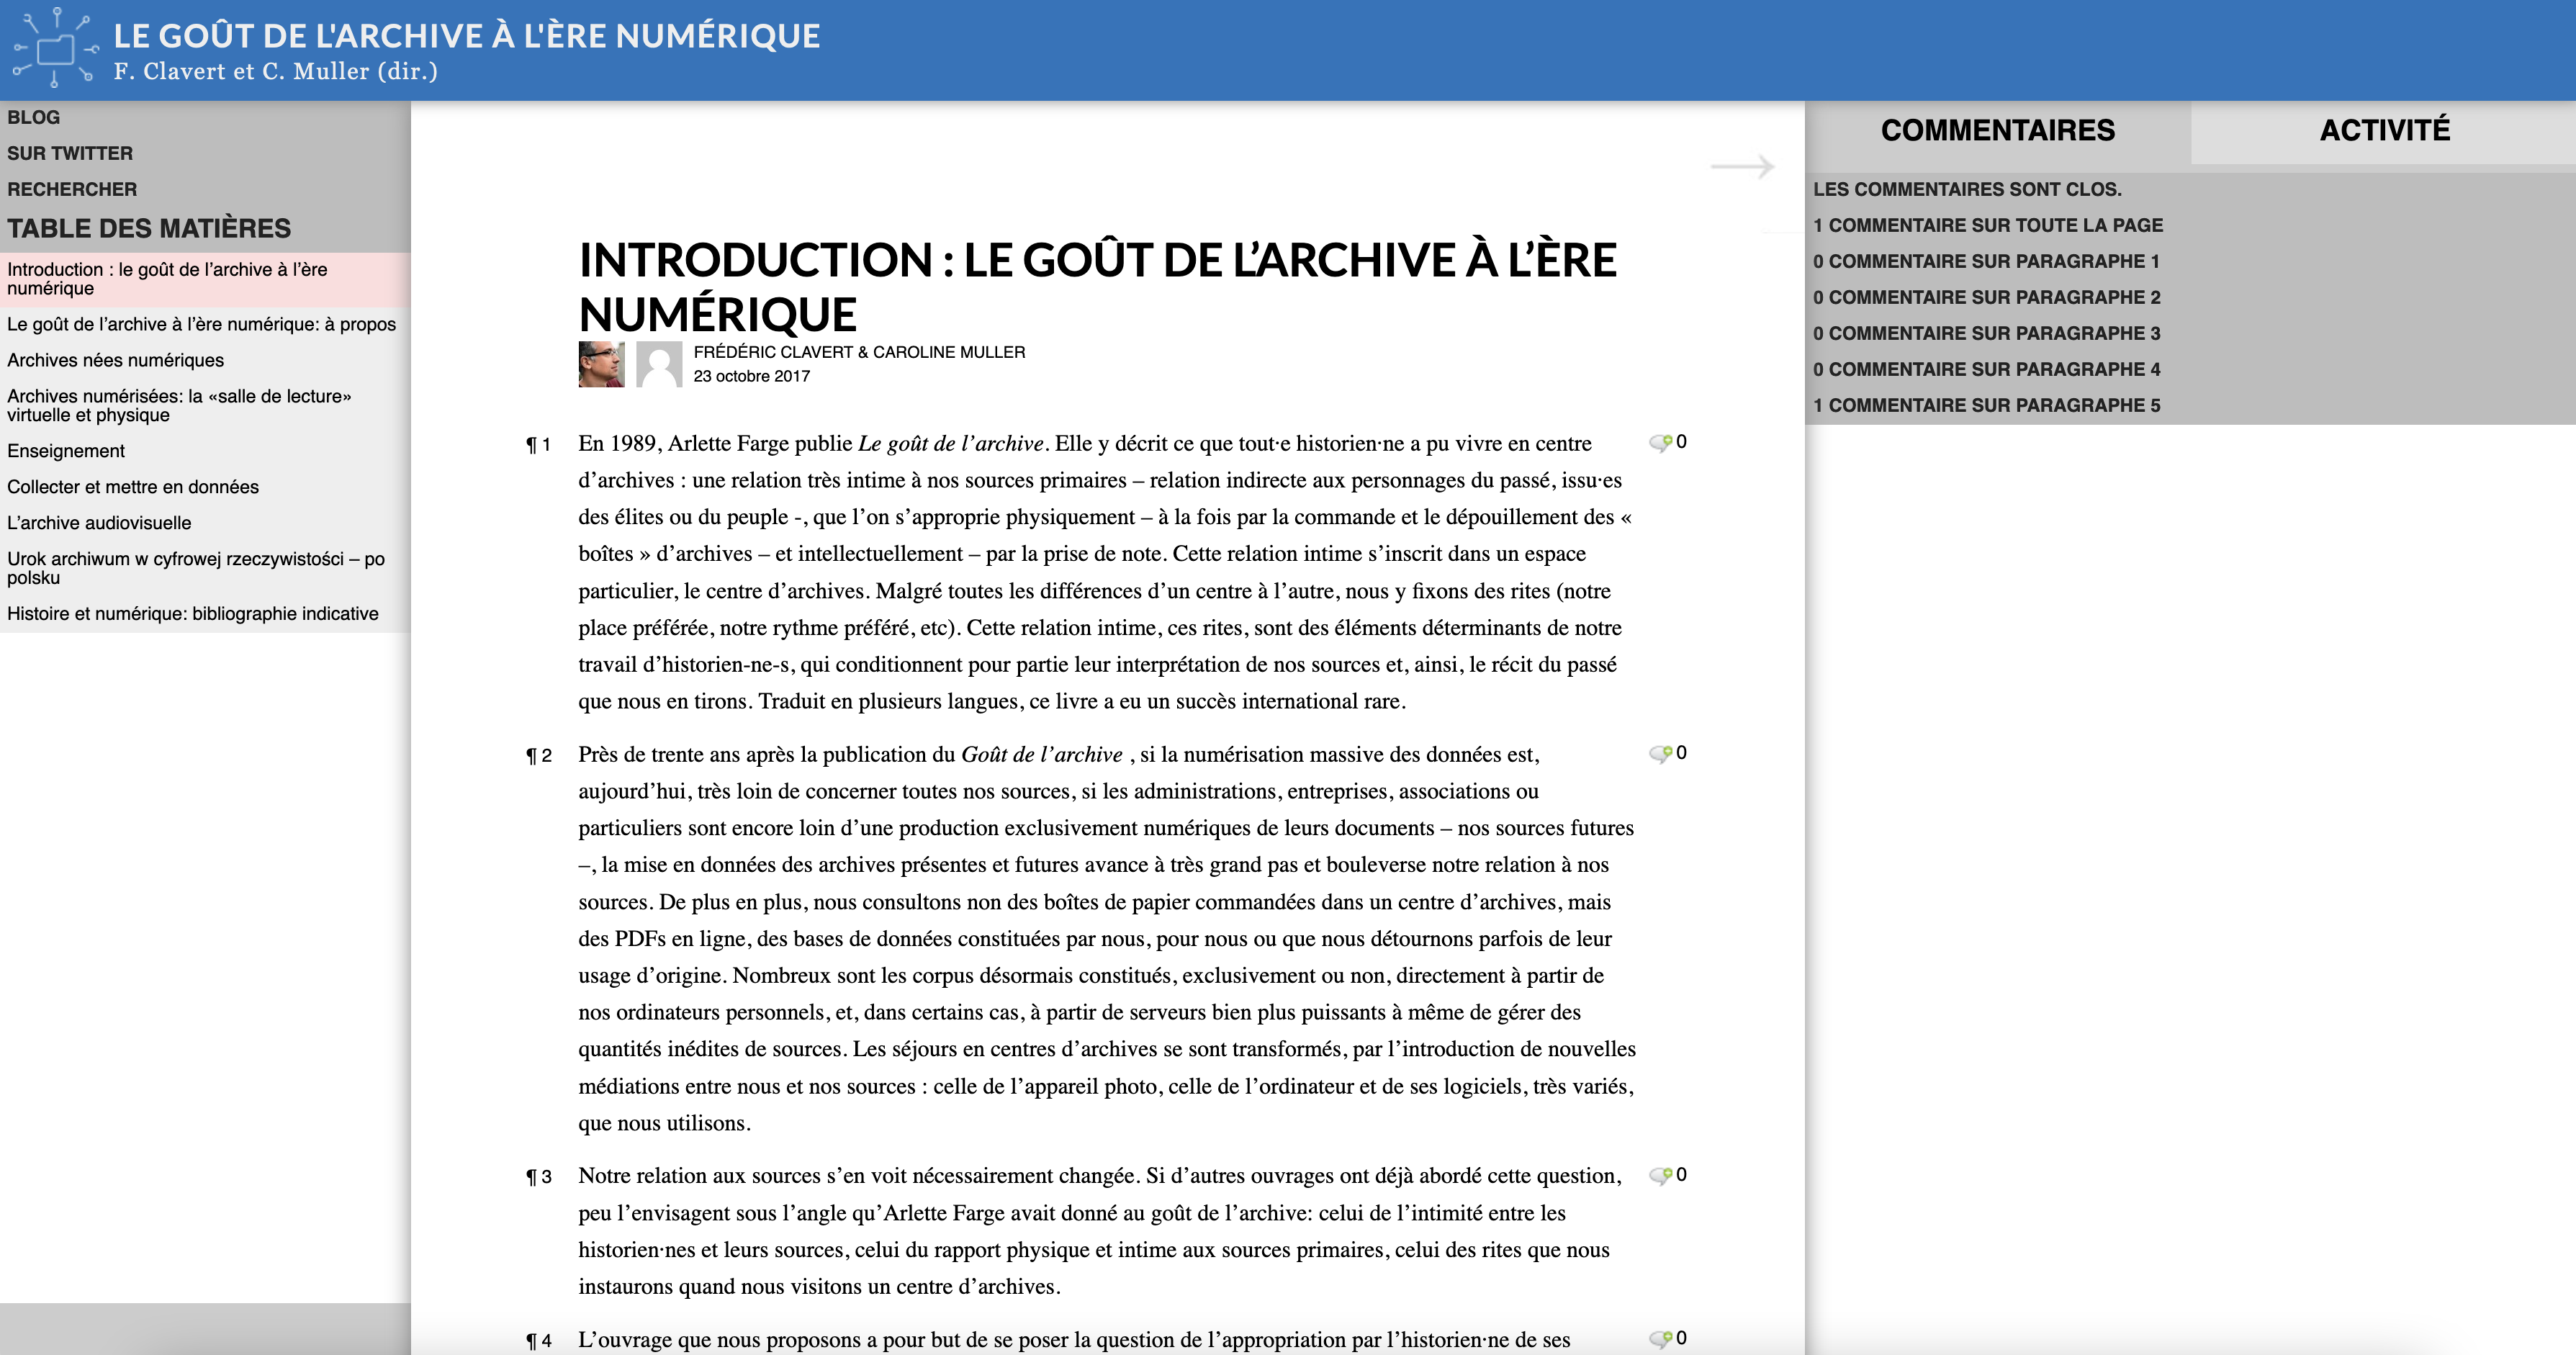 LE GOÛT DE L'ARCHIVE À L'ÈRE NUMÉRIQUE
F. Clavert et C. Muller (dir.)
BLOG
SUR TWITTER
RECHERCHER
TABLE DES MATIÈRES
Introduction : le goût de l’archive à l’ère
numérique
Le goût de l’archive à l’ère numérique: à propos
Archives nées numériques
Archives numérisées: la «salle de lecture»
virtuelle et physique
Enseignement
Collecter et mettre en données
L’archive audiovisuelle
Urok archiwum w cyfrowej rzeczywistości – po
polsku
Histoire et numérique: bibliographie indicative
INTRODUCTION : LE GOÛT DE L’ARCHIVE À L’ÈRE
NUMÉRIQUE
FRÉDÉRIC CLAVERT & CAROLINE MULLER
23 octobre 2017
¶ 1 En 1989, Arlette Farge publie Le goût de l’archive. Elle y décrit ce que tout·e historien·ne a pu vivre en centre 0
d’archives : une relation très intime à nos sources primaires – relation indirecte aux personnages du passé, issu·es
des élites ou du peuple -, que l’on s’approprie physiquement – à la fois par la commande et le dépouillement des «
boîtes » d’archives – et intellectuellement – par la prise de note. Cette relation intime s’inscrit dans un espace
particulier, le centre d’archives. Malgré toutes les différences d’un centre à l’autre, nous y fixons des rites (notre
place préférée, notre rythme préféré, etc). Cette relation intime, ces rites, sont des éléments déterminants de notre
travail d’historien-ne-s, qui conditionnent pour partie leur interprétation de nos sources et, ainsi, le récit du passé
que nous en tirons. Traduit en plusieurs langues, ce livre a eu un succès international rare.
¶ 2 Près de trente ans après la publication du Goût de l’archive , si la numérisation massive des données est, 0
aujourd’hui, très loin de concerner toutes nos sources, si les administrations, entreprises, associations ou
particuliers sont encore loin d’une production exclusivement numériques de leurs documents – nos sources futures
–, la mise en données des archives présentes et futures avance à très grand pas et bouleverse notre relation à nos
sources. De plus en plus, nous consultons non des boîtes de papier commandées dans un centre d’archives, mais
des PDFs en ligne, des bases de données constituées par nous, pour nous ou que nous détournons parfois de leur
usage d’origine. Nombreux sont les corpus désormais constitués, exclusivement ou non, directement à partir de
nos ordinateurs personnels, et, dans certains cas, à partir de serveurs bien plus puissants à même de gérer des
quantités inédites de sources. Les séjours en centres d’archives se sont transformés, par l’introduction de nouvelles
médiations entre nous et nos sources : celle de l’appareil photo, celle de l’ordinateur et de ses logiciels, très variés,
que nous utilisons.
¶ 3 Notre relation aux sources s’en voit nécessairement changée. Si d’autres ouvrages ont déjà abordé cette question, 0
peu l’envisagent sous l’angle qu’Arlette Farge avait donné au goût de l’archive: celui de l’intimité entre les
historien·nes et leurs sources, celui du rapport physique et intime aux sources primaires, celui des rites que nous
instaurons quand nous visitons un centre d’archives.
¶ 4 L’ouvrage que nous proposons a pour but de se poser la question de l’appropriation par l’historien·ne de ses 0
COMMENTAIRES
ACTIVITÉ
LES COMMENTAIRES SONT CLOS.
1 COMMENTAIRE SUR TOUTE LA PAGE
0 COMMENTAIRE SUR PARAGRAPHE 1
0 COMMENTAIRE SUR PARAGRAPHE 2
0 COMMENTAIRE SUR PARAGRAPHE 3
0 COMMENTAIRE SUR PARAGRAPHE 4
1 COMMENTAIRE SUR PARAGRAPHE 5